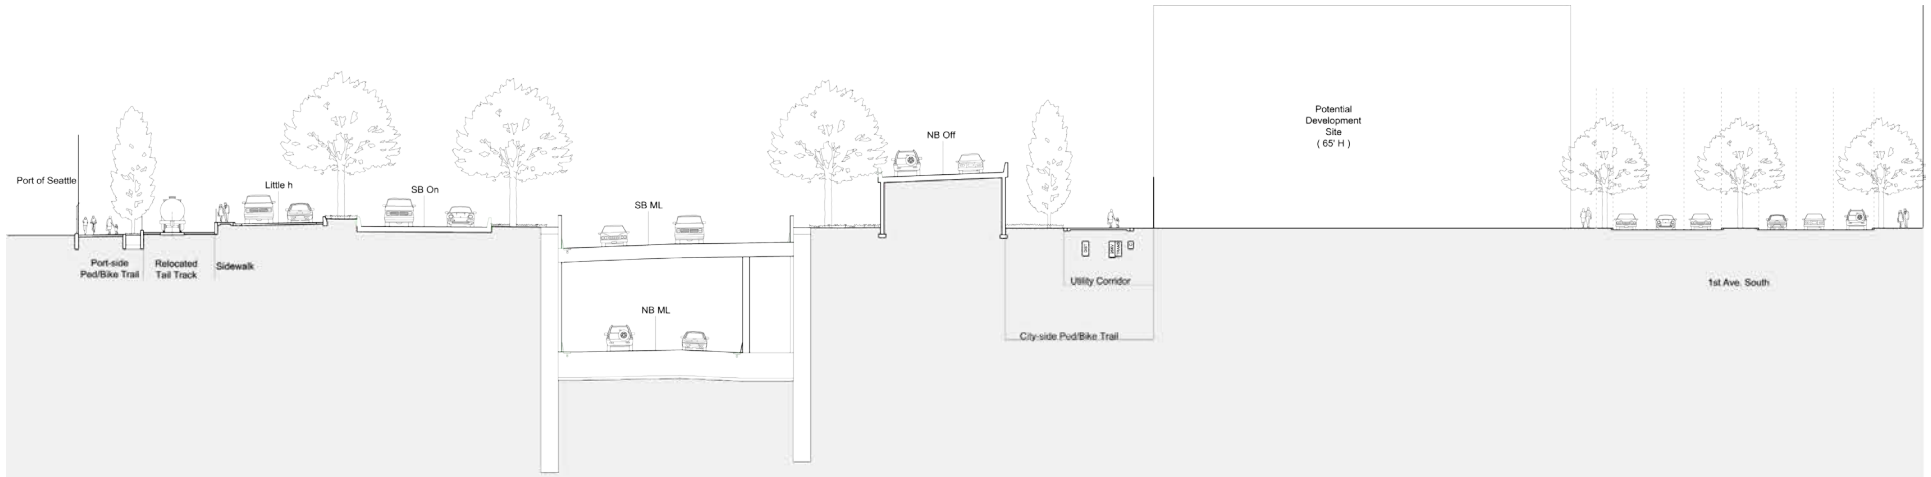 Port of Seattle
Port-side
Ped/Bike Trail
Relocated
Tail Track
Sidewalk
Little h
SB On
SB ML
NB ML
NB Off
Utility Corridor
City-side Ped/Bike Trail
Potential
Development
Site
( 65' H )
1st Ave. South